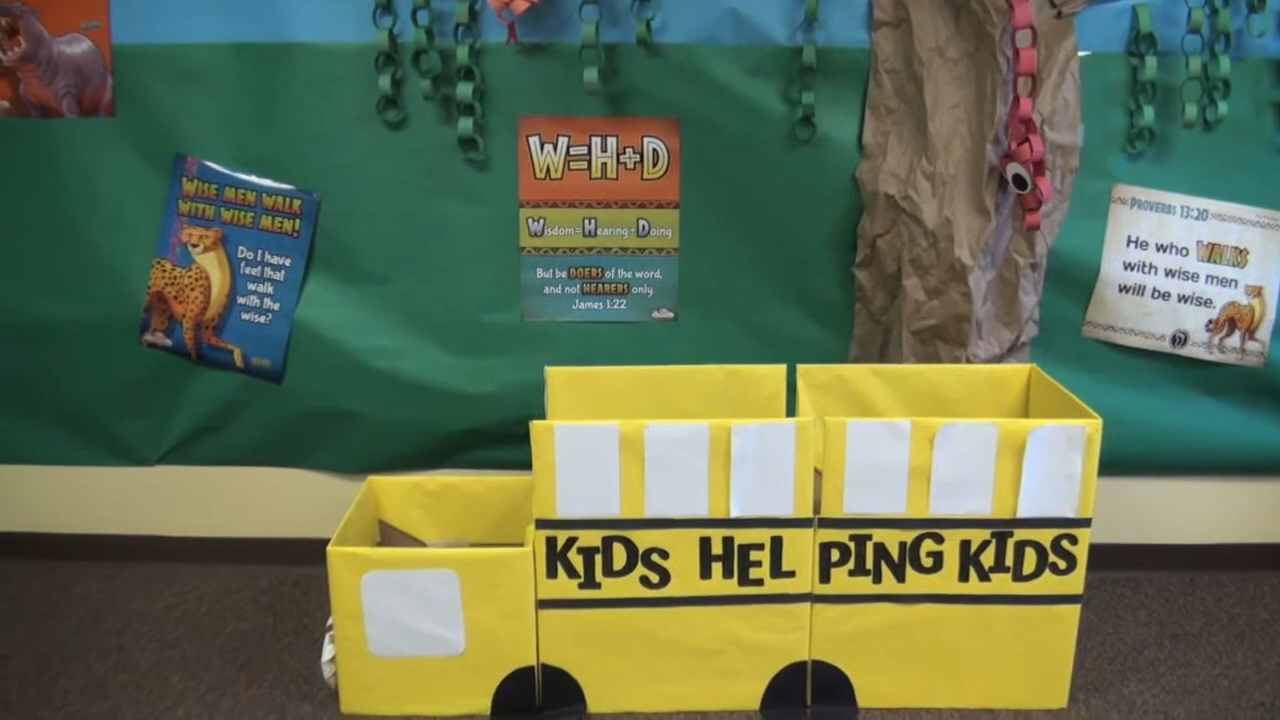 WISE MEN WALK
WITH WISE MEN!
Do I have
feet that
walk
with the
wise?
W=H+D
Wisdom=Hearing+Doing
But be DOERS of the word,
and not HEARERS only.
James 1:22
PROVERBS 13:20
He who WALKS
with wise men
will be wise.
KIDS HELPING KIDS